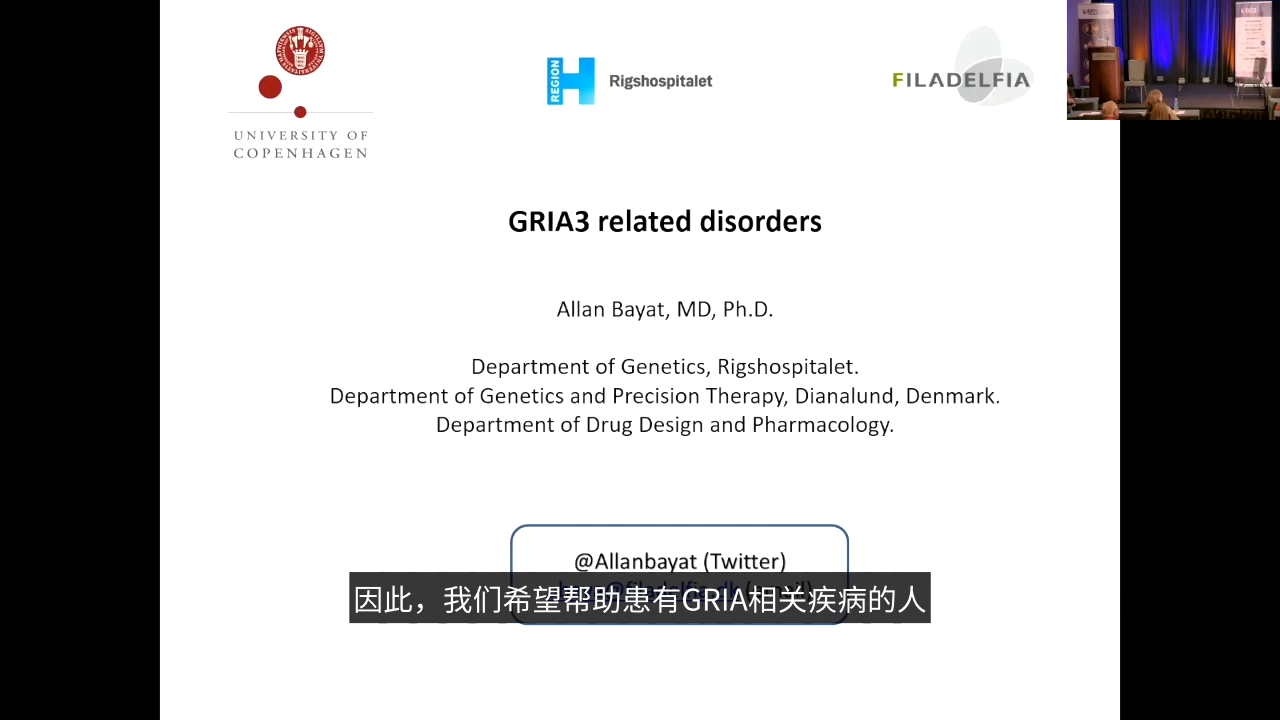 UNIVERSITY OF
COPENHAGEN
REGION
H
Rigshospitalet
FILADELFIA
GRIA3 related disorders
Allan Bayat, MD, Ph.D.
Department of Genetics, Rigshospitalet.
Department of Genetics and Precision Therapy, Dianalund, Denmark.
Department of Drug Design and Pharmacology.
@Allanbayat (Twitter)
因此，我们希望帮助患有GRIA相关疾病的人